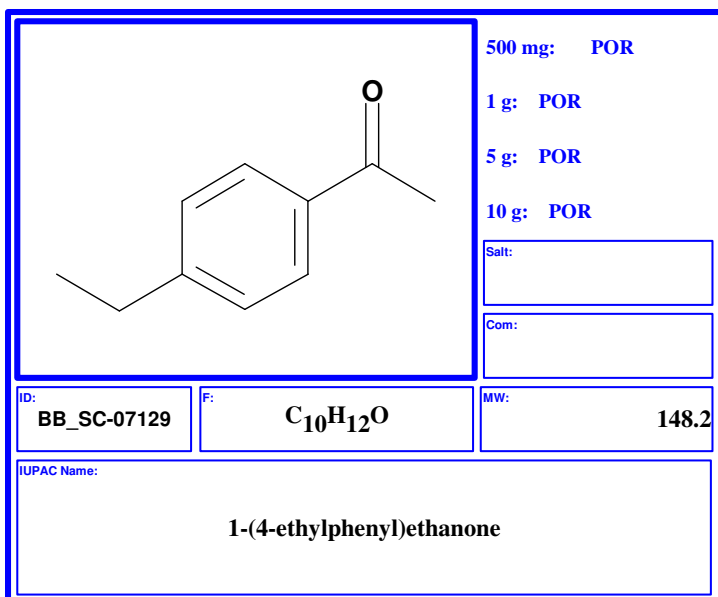 O
500 mg: POR
1 g: POR
5 g: POR
10 g: POR
Salt:
Com:
ID:
BB_SC-07129
F:
C10H12O
MW:
148.2
IUPAC Name:
1-(4-ethylphenyl)ethanone